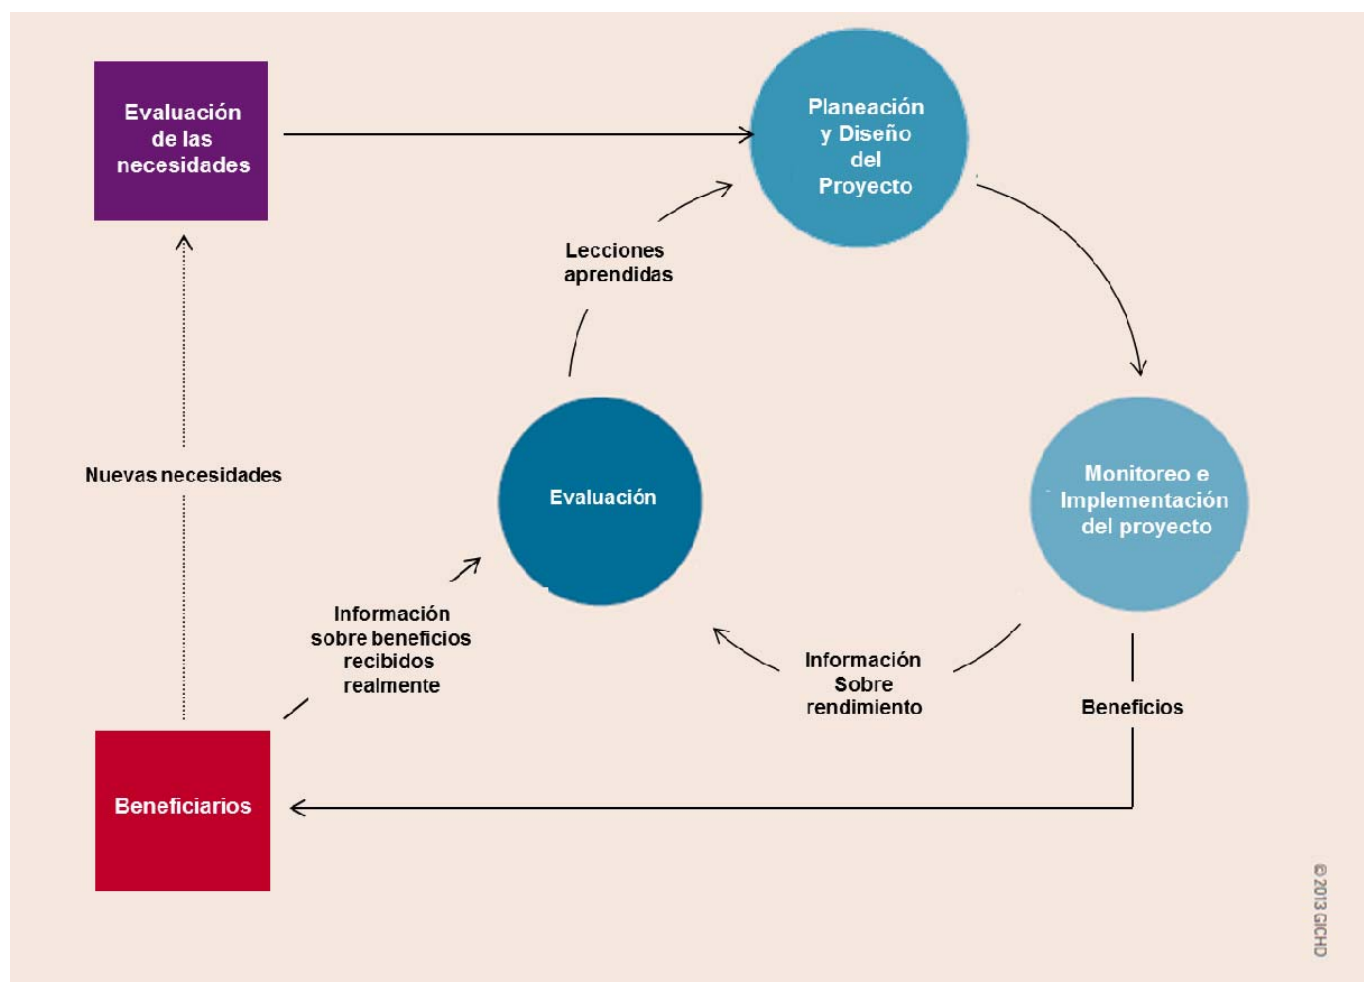 Evaluación
de las
necesidades
Planeación
y Diseño
del
Proyecto
Lecciones
aprendidas
Nuevas necesidades
Evaluación
Monitoreo e
Implementación
del proyecto
Información
sobre beneficios
recibidos
realmente
Información
Sobre
rendimiento
Beneficios
Beneficiarios
© 2013 GICHD